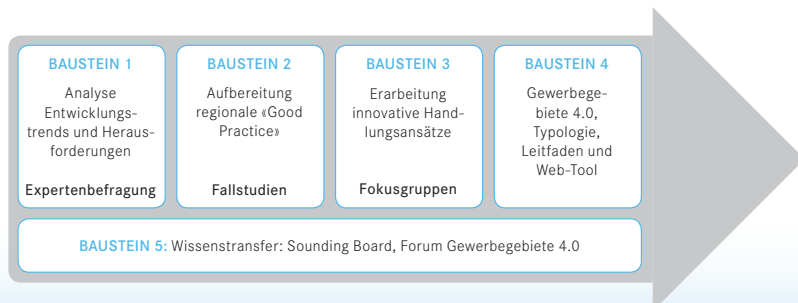 BAUSTEIN 1
Analyse
Entwicklungs-
trends und Heraus-
forderungen
Expertenbefragung
BAUSTEIN 2
Aufbereitung
regionale «Good
Practice»
Fallstudien
BAUSTEIN 3
Erarbeitung
innovative Hand-
lungsansätze
Fokusgruppen
BAUSTEIN 4
Gewerbege-
biete 4.0,
Typologie,
Leitfaden und
Web-Tool
BAUSTEIN 5: Wissenstransfer: Sounding Board, Forum Gewerbegebiete 4.0